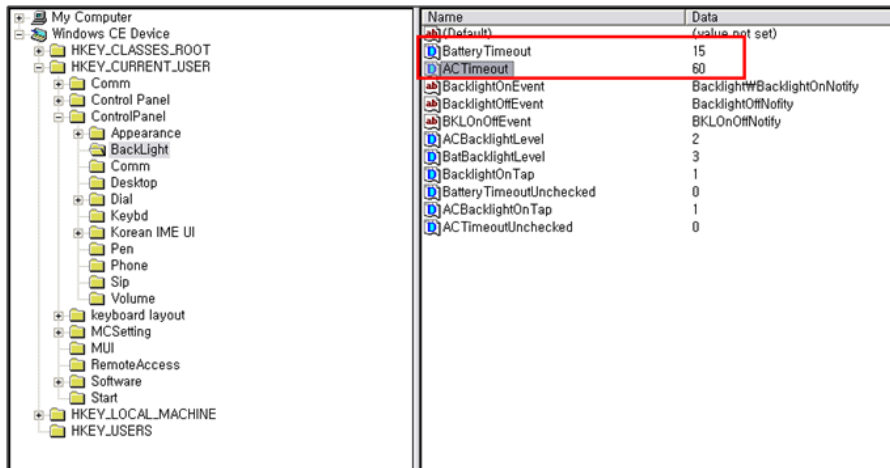 My Computer
Windows CE Device
HKEY_CLASSES_ROOT
HKEY_CURRENT_USER
Comm
Control Panel
ControlPanel
Appearance
BackLight
Comm
Desktop
Dial
Keybd
Korean IME UI
Pen
Phone
Sip
Volume
keyboard layout
MCSetting
MUI
RemoteAccess
Software
Start
HKEY_LOCAL_MACHINE
HKEY_USERS
Name Data
(Default) (value not set)
BatteryTimeout 15
ACTimeout 60
BacklightOnEvent Backlight₩BacklightOnNotify
BacklightOffEvent BacklightOffNofity
BKLOnOffEvent BKLOnOffNotify
ACBacklightLevel 2
BatBacklightLevel 3
BacklightOnTap 1
BatteryTimeoutUnchecked 0
ACBacklightOnTap 1
ACTimeoutUnchecked 0